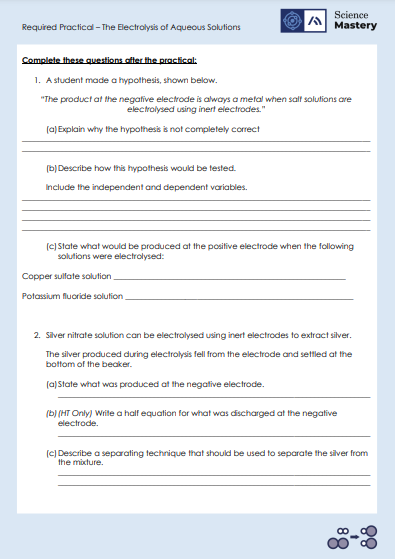 Required Practical – The Electrolysis of Aqueous Solutions
Science
Mastery
Complete these questions after the practical:
1. A student made a hypothesis, shown below.
“The product at the negative electrode is always a metal when salt solutions are
electrolysed using inert electrodes.”
(a) Explain why the hypothesis is not completely correct
(b) Describe how this hypothesis would be tested.
Include the independent and dependent variables.
(c) State what would be produced at the positive electrode when the following
solutions were electrolysed:
Copper sulfate solution
Potassium fluoride solution
2. Silver nitrate solution can be electrolysed using inert electrodes to extract silver.
The silver produced during electrolysis fell from the electrode and settled at the
bottom of the beaker.
(a) State what was produced at the negative electrode.
(b) (HT Only) Write a half equation for what was discharged at the negative
electrode.
(c) Describe a separating technique that should be used to separate the silver from
the mixture.